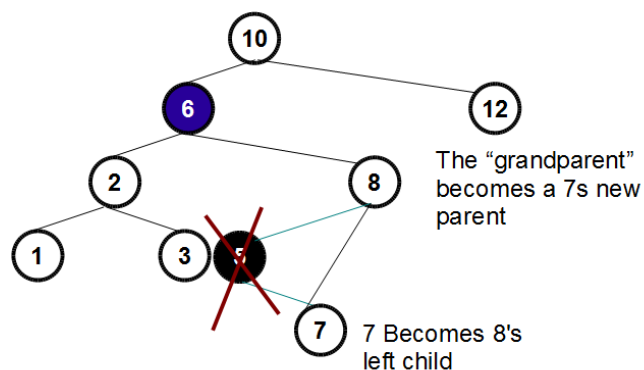 10
6
12
The “grandparent”
becomes a 7s new
parent
2
8
1
3
5
7
7 Becomes 8's
left child